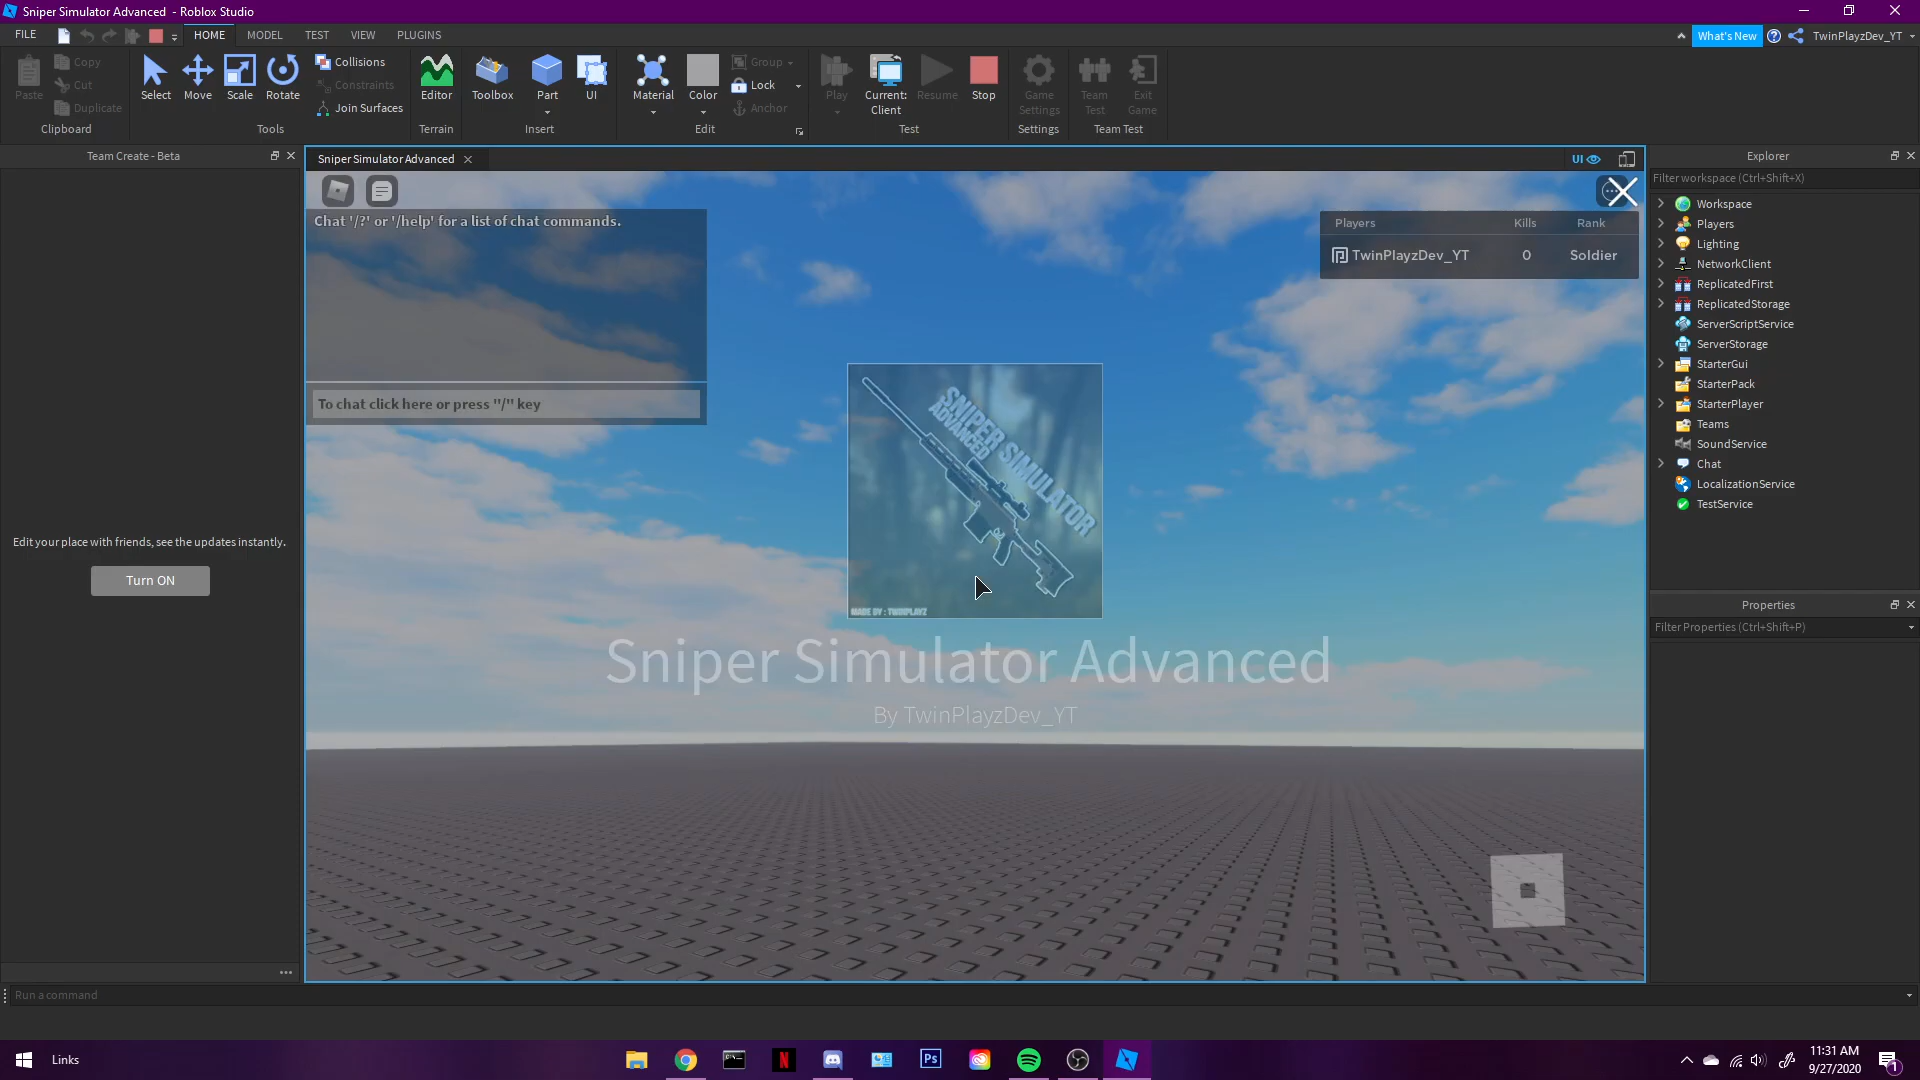 Sniper Simulator Advanced - Roblox Studio
FILE HOME MODEL TEST VIEW PLUGINS What's New TwinPlayzDev_YT
Paste
Copy
Cut
Duplicate
Clipboard
Select Move Scale Rotate
Collisions
Constraints
Join Surfaces
Tools
Editor
Terrain
Toolbox Part UI
Insert
Material Color
Group
Lock
Anchor
Edit
Play Current: Client Resume Stop
Test
Game Settings
Settings
Team Test Exit Game
Team Test
Team Create - Beta
Edit your place with friends, see the updates instantly.
Turn ON
Sniper Simulator Advanced
UI
Chat '/?' or '/help' for a list of chat commands.
To chat click here or press "/" key
Players Kills Rank
TwinPlayzDev_YT 0 Soldier
SNIPER SIMULATOR
ADVANCED
MADE BY : TWINPLAYZ
Sniper Simulator Advanced
By TwinPlayzDev_YT
Explorer
Filter workspace (Ctrl+Shift+X)
Workspace
Players
Lighting
NetworkClient
ReplicatedFirst
ReplicatedStorage
ServerScriptService
ServerStorage
StarterGui
StarterPack
StarterPlayer
Teams
SoundService
Chat
LocalizationService
TestService
Properties
Filter Properties (Ctrl+Shift+P)
Run a command
Links
Ps
11:31 AM
9/27/2020
1